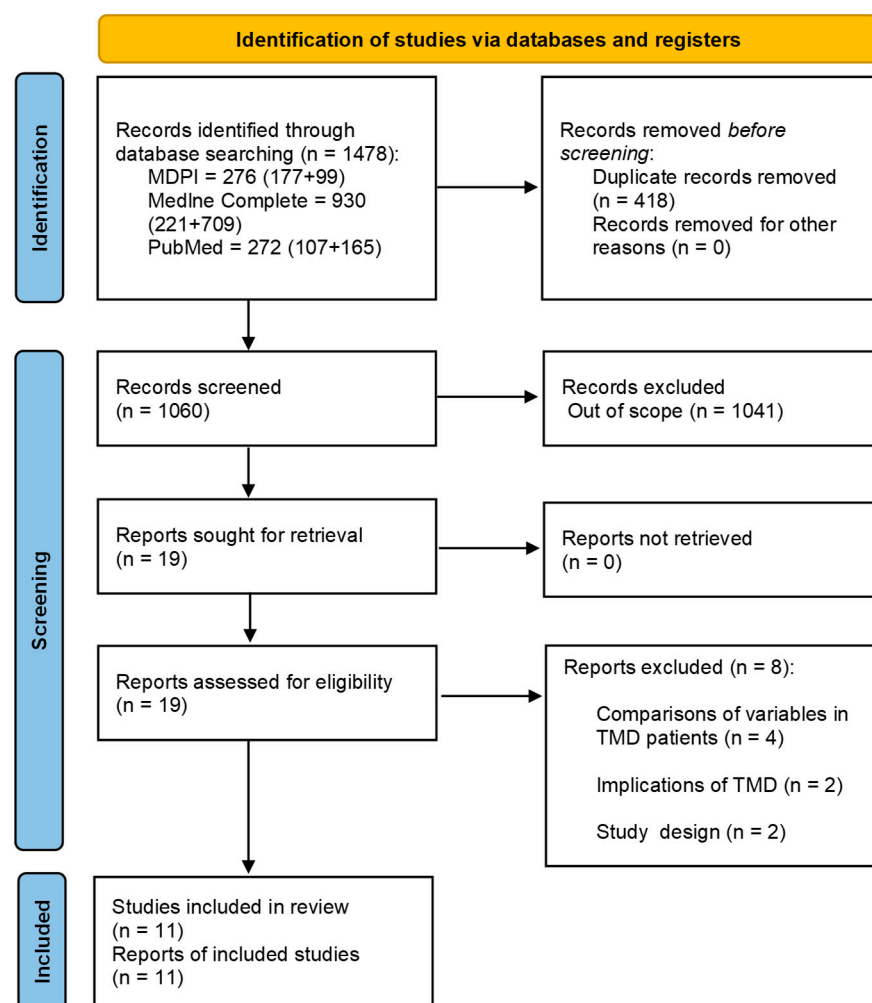 Identification of studies via databases and registers
Identification
Records identified through
database searching (n = 1478):
MDPI = 276 (177+99)
Medlne Complete = 930
(221+709)
PubMed = 272 (107+165)
Records removed before
screening:
Duplicate records removed
(n = 418)
Records removed for other
reasons (n = 0)
Screening
Records screened
(n = 1060)
Records excluded
Out of scope (n = 1041)
Reports sought for retrieval
(n = 19)
Reports not retrieved
(n = 0)
Reports assessed for eligibility
(n = 19)
Reports excluded (n = 8):
Comparisons of variables in
TMD patients (n = 4)
Implications of TMD (n = 2)
Study design (n = 2)
Included
Studies included in review
(n = 11)
Reports of included studies
(n = 11)